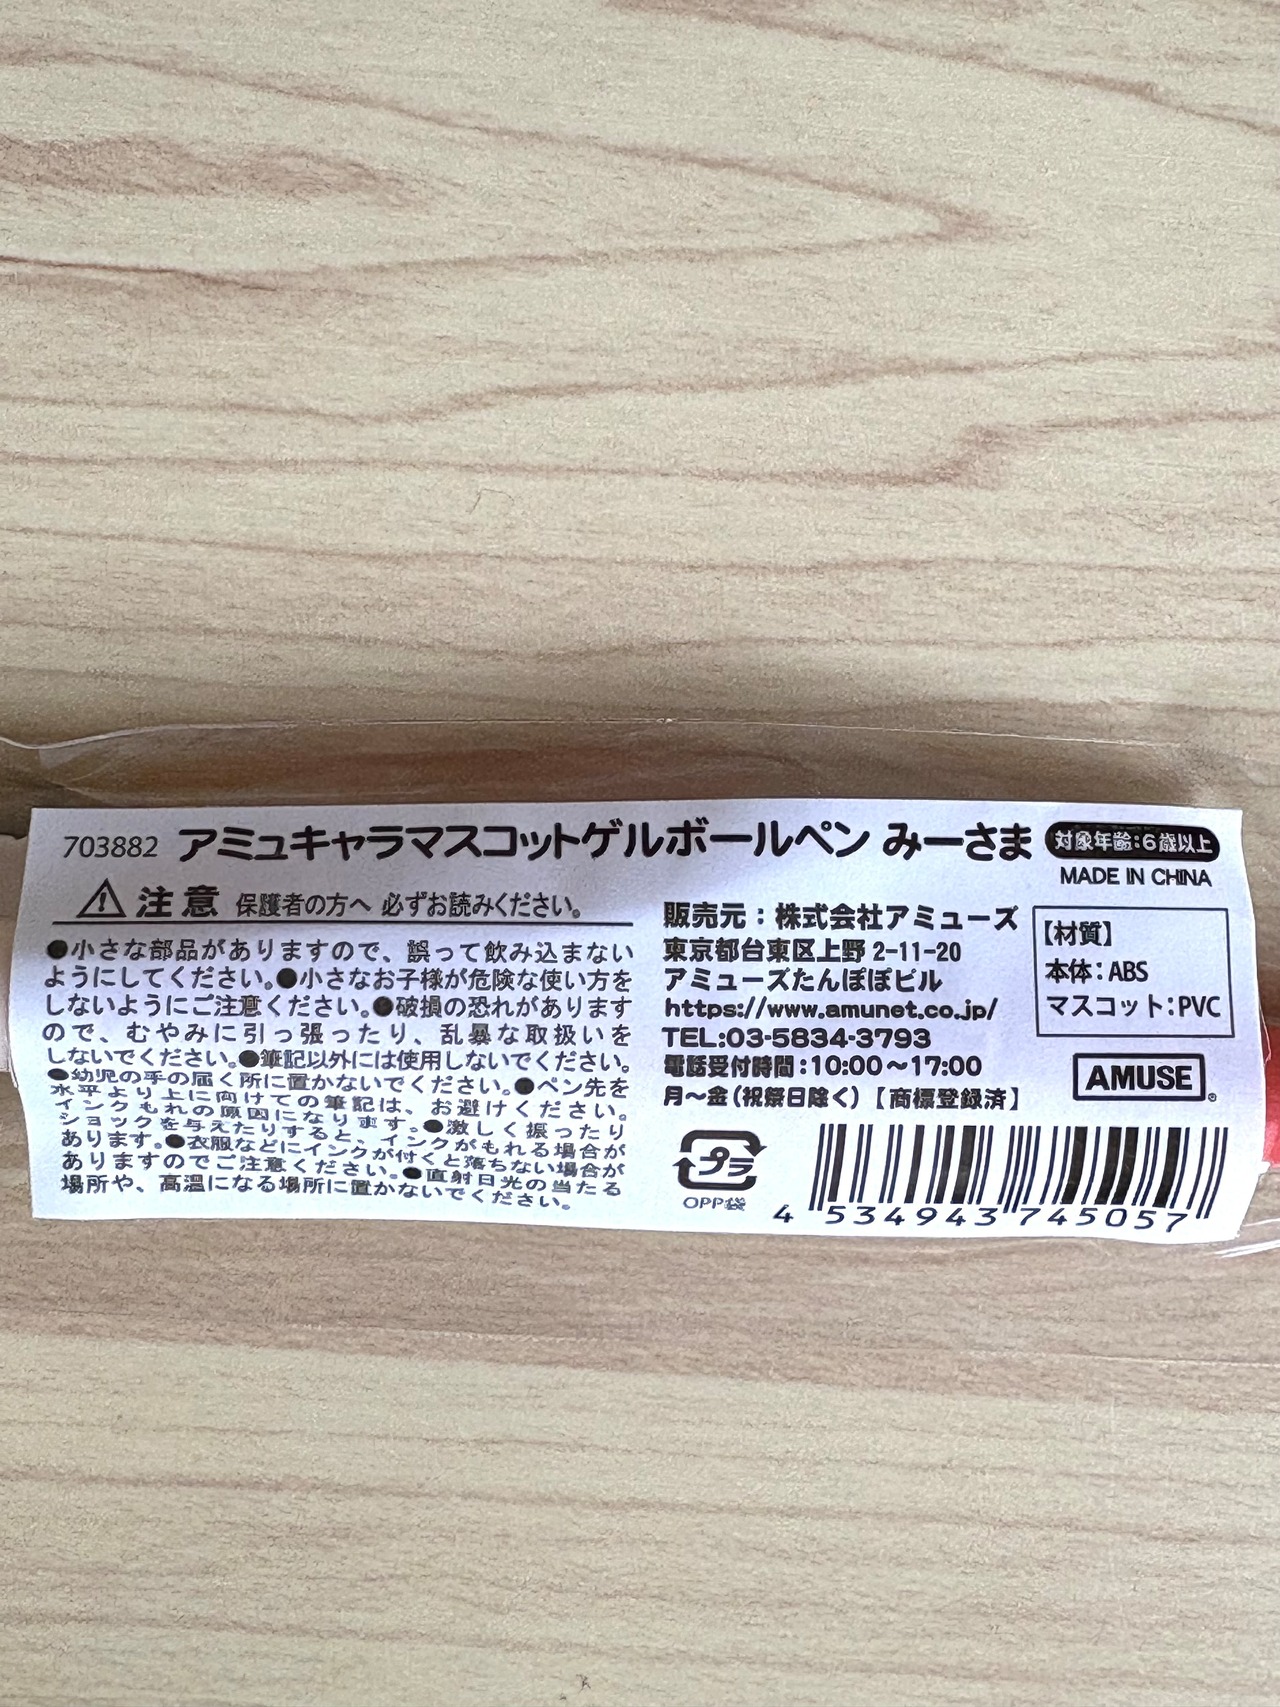 703882 アミュキャラマスコットゲルボールペン みーさま 対象年齢:6歳以上
MADE IN CHINA
注意 保護者の方へ 必ずお読みください。
●小さな部品がありますので、誤って飲み込まない
ようにしてください。●小さなお子様が危険な使い方を
しないようにご注意ください。●破損の恐れがあります
ので、むやみに引っ張ったり、乱暴な取扱いを
しないでください。●筆記以外には使用しないでください。
●幼児の手の届く所に置かないでください。●ペン先を
水平より上に向けての筆記は、お避けください。
インクもれの原因になります。●激しく振ったり
ショックを与えたりすると、インクがもれる場合が
あります。●衣服などにインクが付くと落ちない場合が
ありますのでご注意ください。●直射日光の当たる
場所や、高温になる場所に置かないでください。
販売元:株式会社アミューズ
東京都台東区上野 2-11-20
アミューズたんぽぽビル
https://www.amunet.co.jp/
TEL:03-5834-3793
電話受付時間:10:00~17:00
月~金(祝祭日除く)【商標登録済】
【材質】
本体:ABS
マスコット:PVC
AMUSE
プラ
OPP袋
4 534943 745057